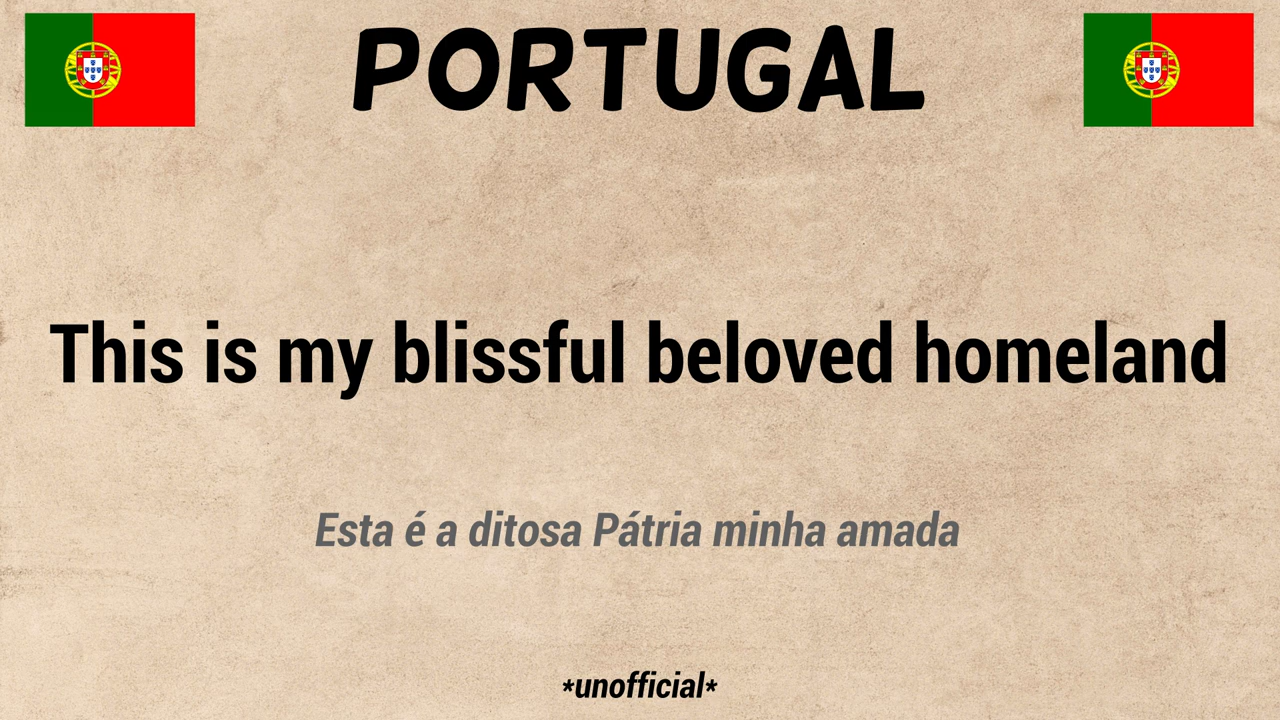 PORTUGAL
This is my blissful beloved homeland
Esta é a ditosa Pátria minha amada
*unofficial*